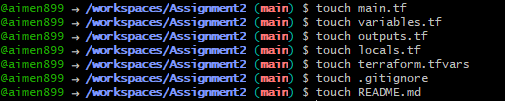 @aimen899 → /workspaces/Assignment2 (main) $ touch main.tf
@aimen899 → /workspaces/Assignment2 (main) $ touch variables.tf
@aimen899 → /workspaces/Assignment2 (main) $ touch outputs.tf
@aimen899 → /workspaces/Assignment2 (main) $ touch locals.tf
@aimen899 → /workspaces/Assignment2 (main) $ touch terraform.tfvars
@aimen899 → /workspaces/Assignment2 (main) $ touch .gitignore
@aimen899 → /workspaces/Assignment2 (main) $ touch README.md